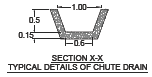 1.00
0.5
0.15
0.6
SECTION X-X
TYPICAL DETAILS OF CHUTE DRAIN